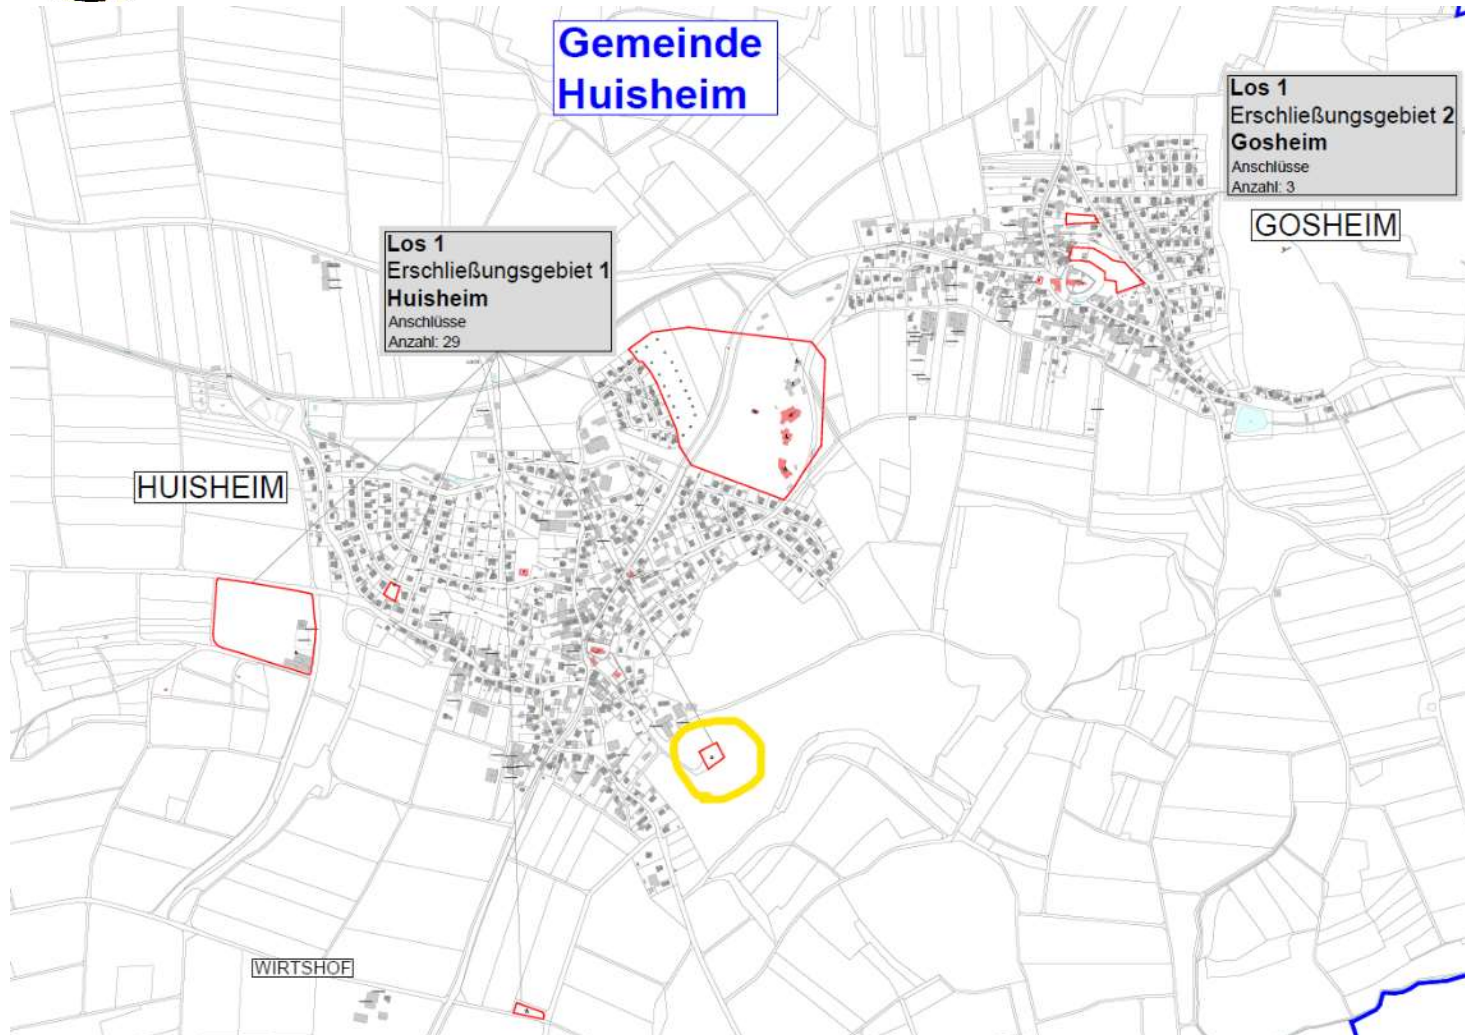 Gemeinde
Huisheim
Los 1
Erschließungsgebiet 2
Gosheim
Anschlüsse
Anzahl: 3
GOSHEIM
Los 1
Erschließungsgebiet 1
Huisheim
Anschlüsse
Anzahl: 29
HUISHEIM
WIRTSHOF